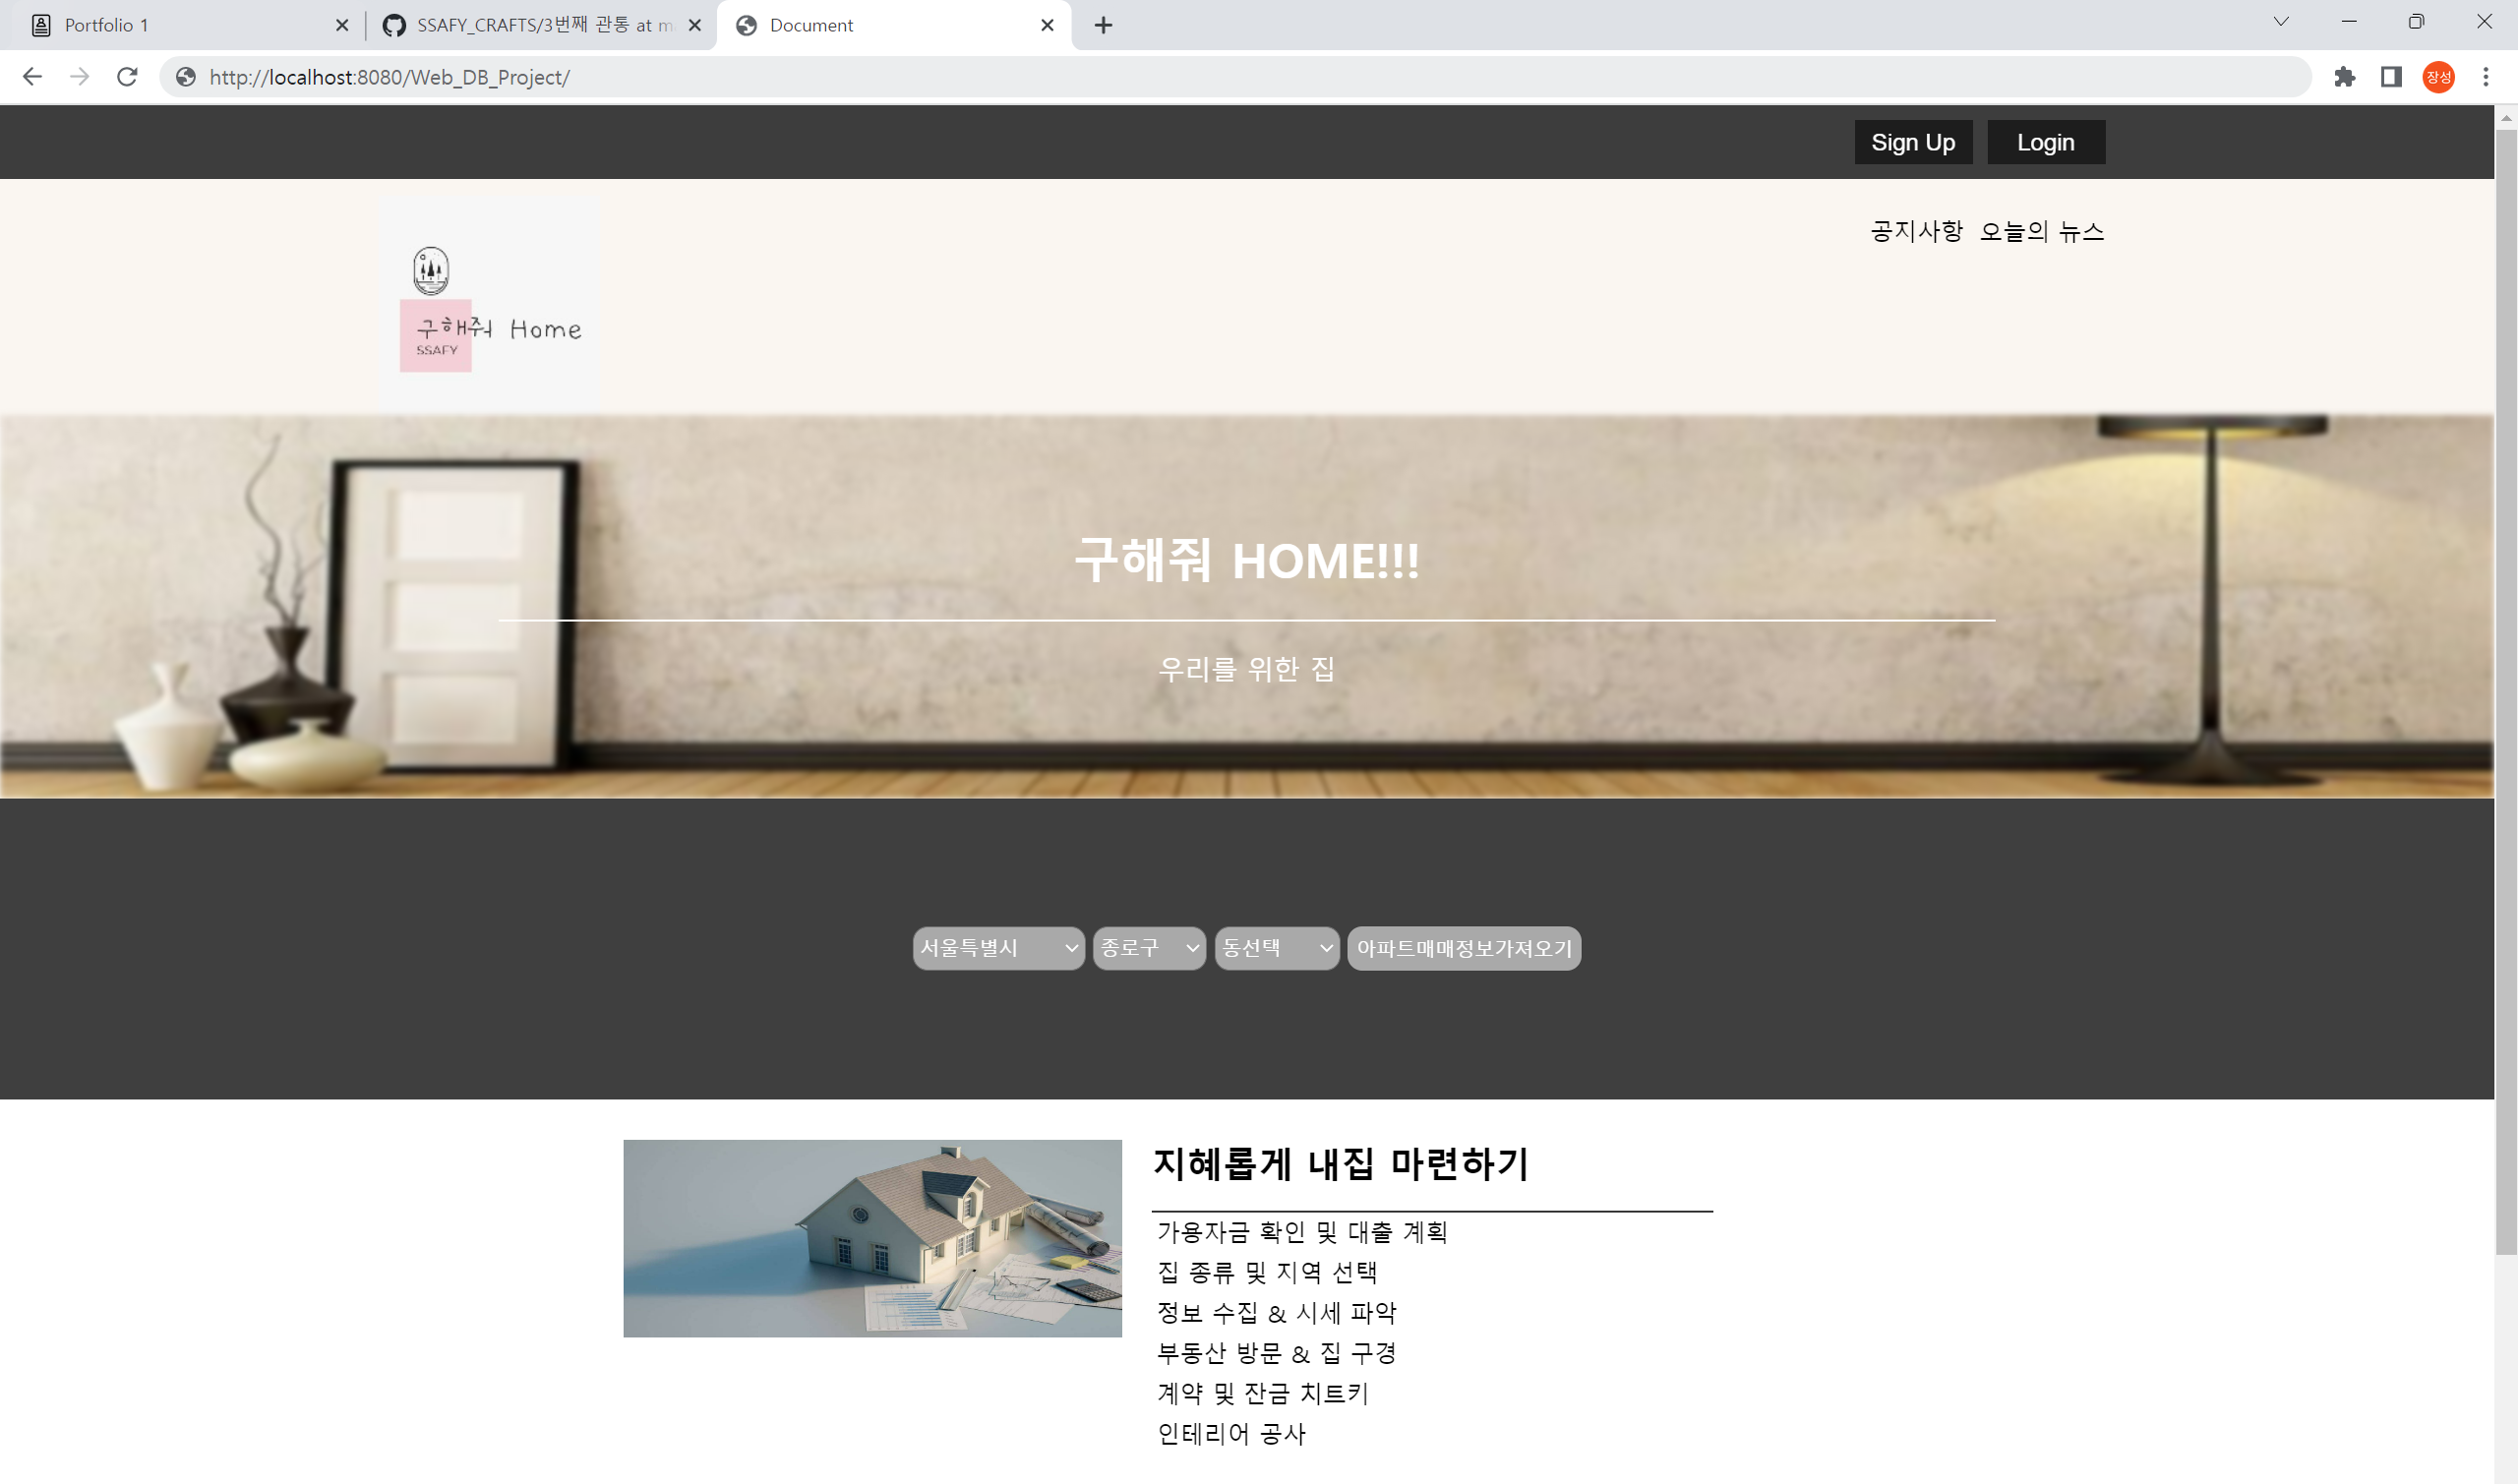 Portfolio 1
SSAFY_CRAFTS/3번째 관통 at m
Document
http://localhost:8080/Web_DB_Project/
장성
Sign Up
Login
공지사항 오늘의 뉴스
구해줘 Home
SSAFY
구해줘 HOME!!!
우리를 위한 집
서울특별시
종로구
동선택
아파트매매정보가져오기
지혜롭게 내집 마련하기
가용자금 확인 및 대출 계획
집 종류 및 지역 선택
정보 수집 & 시세 파악
부동산 방문 & 집 구경
계약 및 잔금 치트키
인테리어 공사